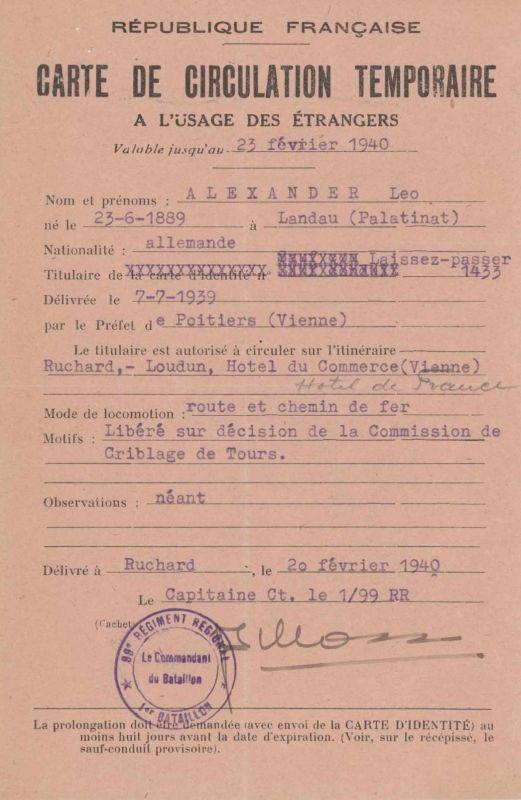 RÉPUBLIQUE FRANÇAISE
CARTE DE CIRCULATION TEMPORAIRE
A L'USAGE DES ÉTRANGERS
Valable jusqu'au 23 février 1940
Nom et prénoms : ALEXANDER Leo
né le 23-6-1889 à Landau (Palatinat)
Nationalité : allemande
Laissez-passer
Titulaire de la carte d'identité n° 1433
Délivrée le 7-7-1939
par le Préfet de Poitiers (Vienne)
Le titulaire est autorisé à circuler sur l'itinéraire
Ruchard,- Loudun, Hotel du Commerce (Vienne)
Hotel de France
Mode de locomotion : route et chemin de fer
Motifs : Libéré sur décision de la Commission de
Criblage de Tours.
Observations : néant
Délivré à Ruchard, le 20 février 1940
Le Capitaine Ct. le 1/99 RR
(Cachet)
99e RÉGIMENT RÉGIONAL
Le Commandant
du Bataillon
1er BATAILLON
La prolongation doit être demandée (avec envoi de la CARTE D'IDENTITÉ) au
moins huit jours avant la date d'expiration. (Voir, sur le récépissé, le
sauf-conduit provisoire).